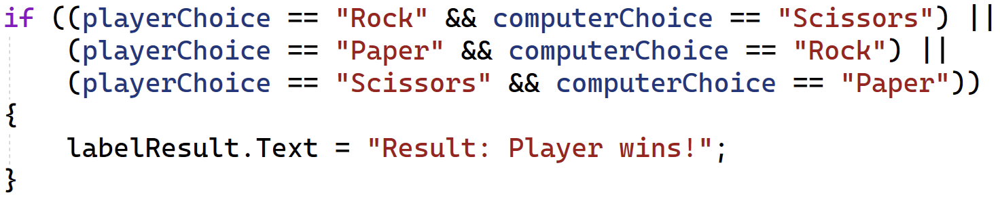 if ((playerChoice == "Rock" && computerChoice == "Scissors") ||
    (playerChoice == "Paper" && computerChoice == "Rock") ||
    (playerChoice == "Scissors" && computerChoice == "Paper"))
{
    labelResult.Text = "Result: Player wins!";
}